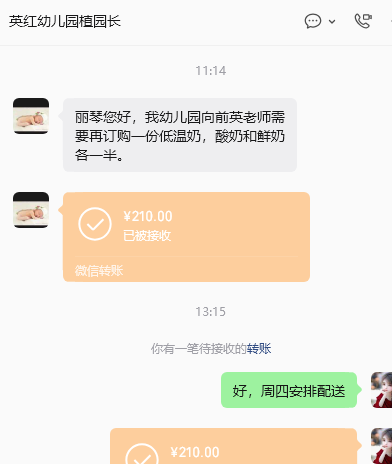 英红幼儿园植园长
11:14
丽琴您好，我幼儿园向前英老师需
要再订购一份低温奶，酸奶和鲜奶
各一半。
¥210.00
已被接收
微信转账
13:15
你有一笔待接收的转账
好，周四安排配送
¥210.00